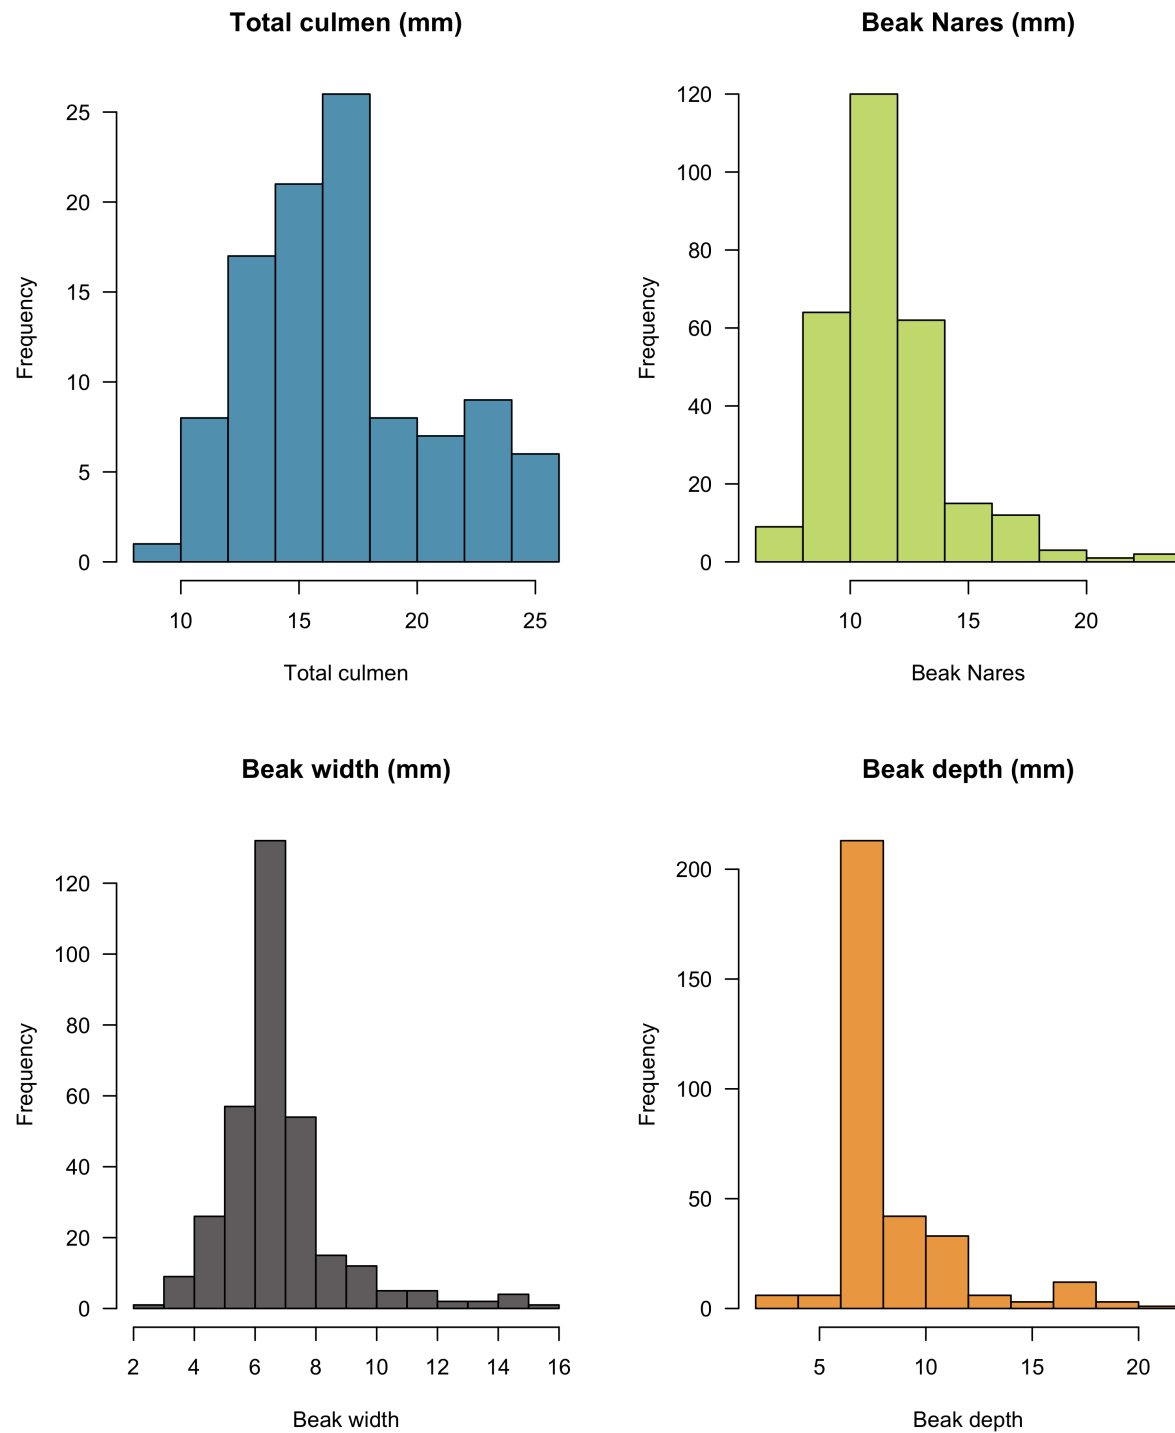 Total culmen (mm)
Frequency
25
20
15
10
5
0
10 15 20 25
Total culmen
Beak Nares (mm)
Frequency
120
100
80
60
40
20
0
10 15 20
Beak Nares
Beak width (mm)
Frequency
120
100
80
60
40
20
0
2 4 6 8 10 12 14 16
Beak width
Beak depth (mm)
Frequency
200
150
100
50
0
5 10 15 20
Beak depth